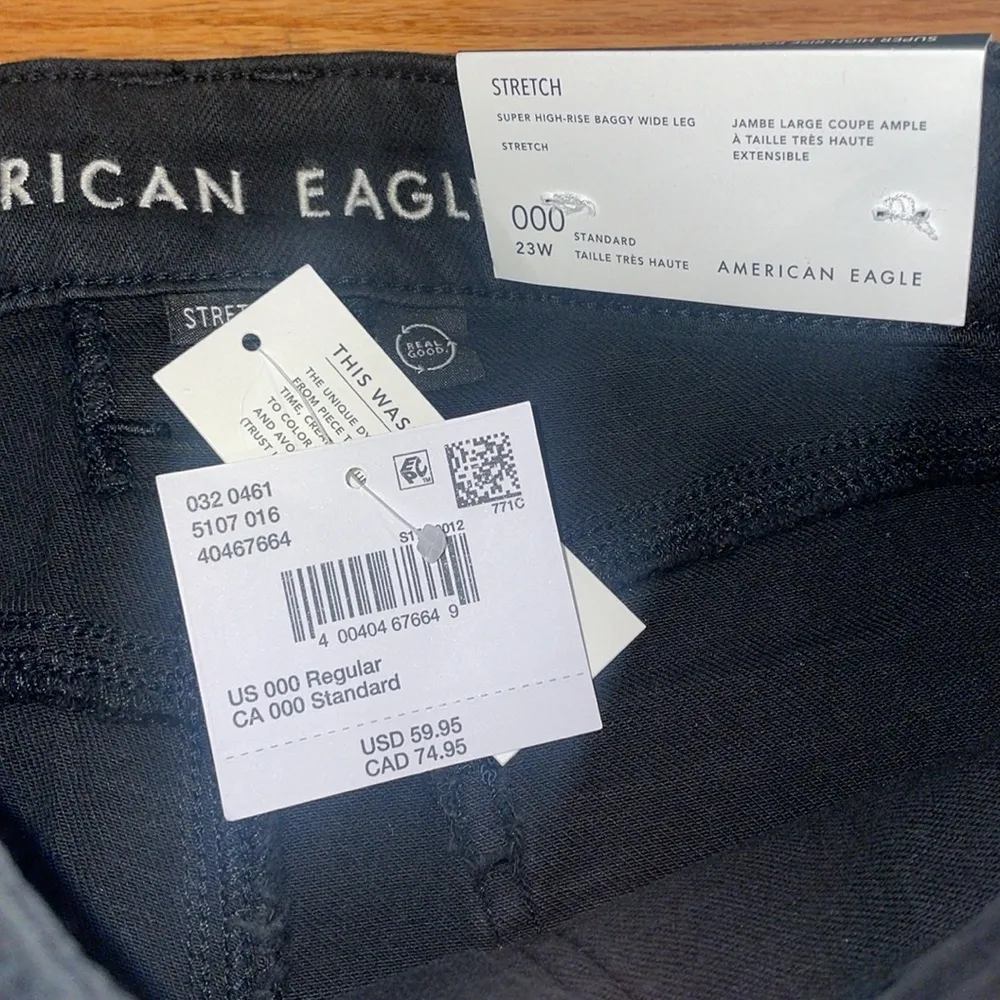 RICAN EAGL
SUPER HIGH-RISE
STRETCH
SUPER HIGH-RISE BAGGY WIDE LEG
STRETCH
JAMBE LARGE COUPE AMPLE
À TAILLE TRÈS HAUTE
EXTENSIBLE
000
23W
STANDARD
TAILLE TRÈS HAUTE
AMERICAN EAGLE
STRET
REAL
GOOD.
THIS WAS
THE UNIQUE
FROM PIECE
TIME,
TO COLOR
AND
(TRUST
032 0461
5107 016
40467664
771C
4 00404 67664 9
US 000 Regular
CA 000 Standard
USD 59.95
CAD 74.95